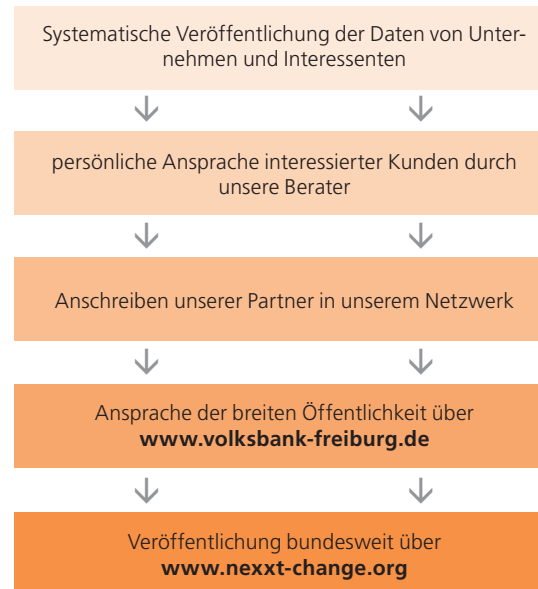 Systematische Veröffentlichung der Daten von Unter-
nehmen und Interessenten
persönliche Ansprache interessierter Kunden durch
unsere Berater
Anschreiben unserer Partner in unserem Netzwerk
Ansprache der breiten Öffentlichkeit über
www.volksbank-freiburg.de
Veröffentlichung bundesweit über
www.nexxt-change.org